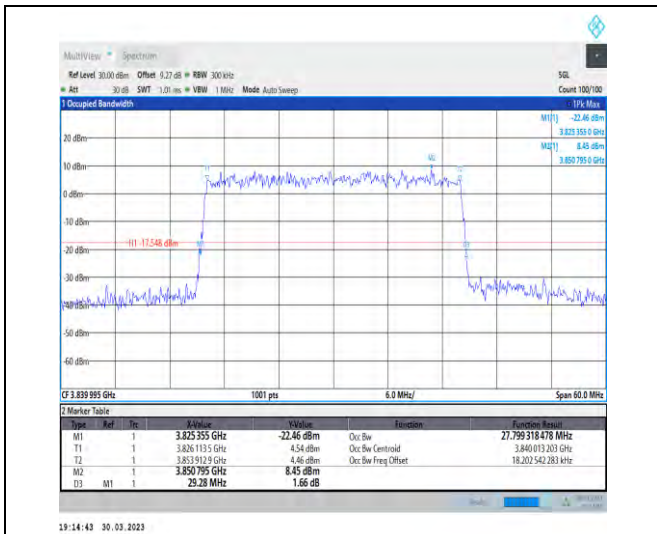 MultiView Spectrum
Ref Level 30.00 dBm Offset 9.27 dB RBW 300 kHz SGL
Att 30 dB SWT 1.01 ms VBW 1 MHz Mode Auto Sweep Count 100/100
1 Occupied Bandwidth 1Pk Max
M1[1] -22.46 dBm
3.825 355 0 GHz
M2[1] 8.45 dBm
3.850 795 0 GHz
20 dBm
M2
10 dBm
T1
0 dBm
-10 dBm
H1 -17.548 dBm
M1
-20 dBm
-30 dBm
-40 dBm
-50 dBm
-60 dBm
CF 3.839 995 GHz 1001 pts 6.0 MHz/ Span 60.0 MHz
2 Marker Table
Type Ref Trc X-Value Y-Value Function Function Result
M1 1 3.825 355 GHz -22.46 dBm Occ Bw 27.799 318 478 MHz
T1 1 3.826 113 5 GHz 4.54 dBm Occ Bw Centroid 3.840 013 203 GHz
T2 1 3.853 912 9 GHz 4.46 dBm Occ Bw Freq Offset 18.202 542 283 kHz
M2 1 3.850 795 GHz 8.45 dBm
D3 M1 1 29.28 MHz 1.66 dB
19:14:43 30.03.2023